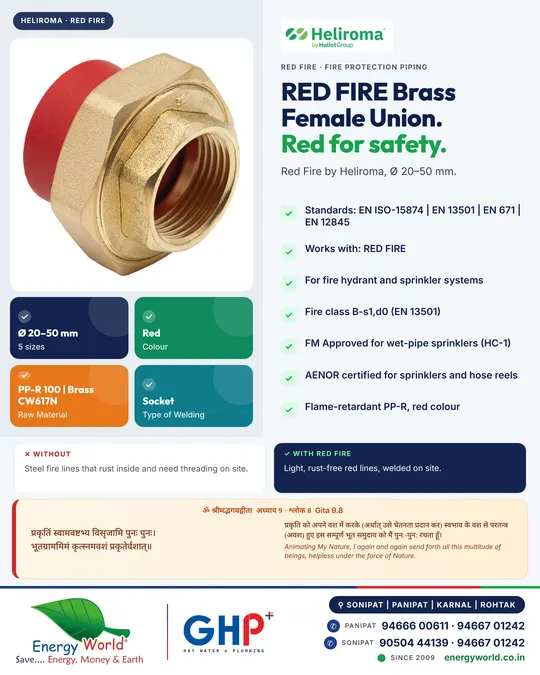 HELIROMA · RED FIRE
Heliroma®
by HuliotGroup
RED FIRE · FIRE PROTECTION PIPING
RED FIRE Brass
Female Union.
Red for safety.
Red Fire by Heliroma, Ø 20–50 mm.
Standards: EN ISO-15874 | EN 13501 | EN 671 |
EN 12845
Works with: RED FIRE
For fire hydrant and sprinkler systems
Fire class B-s1,d0 (EN 13501)
FM Approved for wet-pipe sprinklers (HC-1)
AENOR certified for sprinklers and hose reels
Flame-retardant PP-R, red colour
Ø 20–50 mm
5 sizes
Red
Colour
PP-R 100 | Brass
CW617N
Raw Material
Socket
Type of Welding
✕ WITHOUT
Steel fire lines that rust inside and need threading on site.
✓ WITH RED FIRE
Light, rust-free red lines, welded on site.
ॐ श्रीमद्भगवद्गीता अध्याय 9 · श्लोक 8 Gita 9.8
प्रकृतिं स्वामवष्टभ्य विसृजामि पुनः पुनः।
भूतग्राममिमं कृत्स्नमवशं प्रकृतेर्वशात्॥
प्रकृति को अपने वश में करके (अर्थात् उसे चेतनता प्रदान कर) स्वभाव के वश से परतन्त्र
(अवश) हुए इस सम्पूर्ण भूत समुदाय को मैं पुन:-पुन: रचता हूँ।
Animating My Nature, I again and again send forth all this multitude of
beings, helpless under the force of Nature.
Energy World®
Save.... Energy, Money & Earth
GHP+
HOT WATER & PLUMBING
SONIPAT | PANIPAT | KARNAL | ROHTAK
PANIPAT 94666 00611 · 94667 01242
SONIPAT 90504 44139 · 94667 01242
SINCE 2009 energyworld.co.in